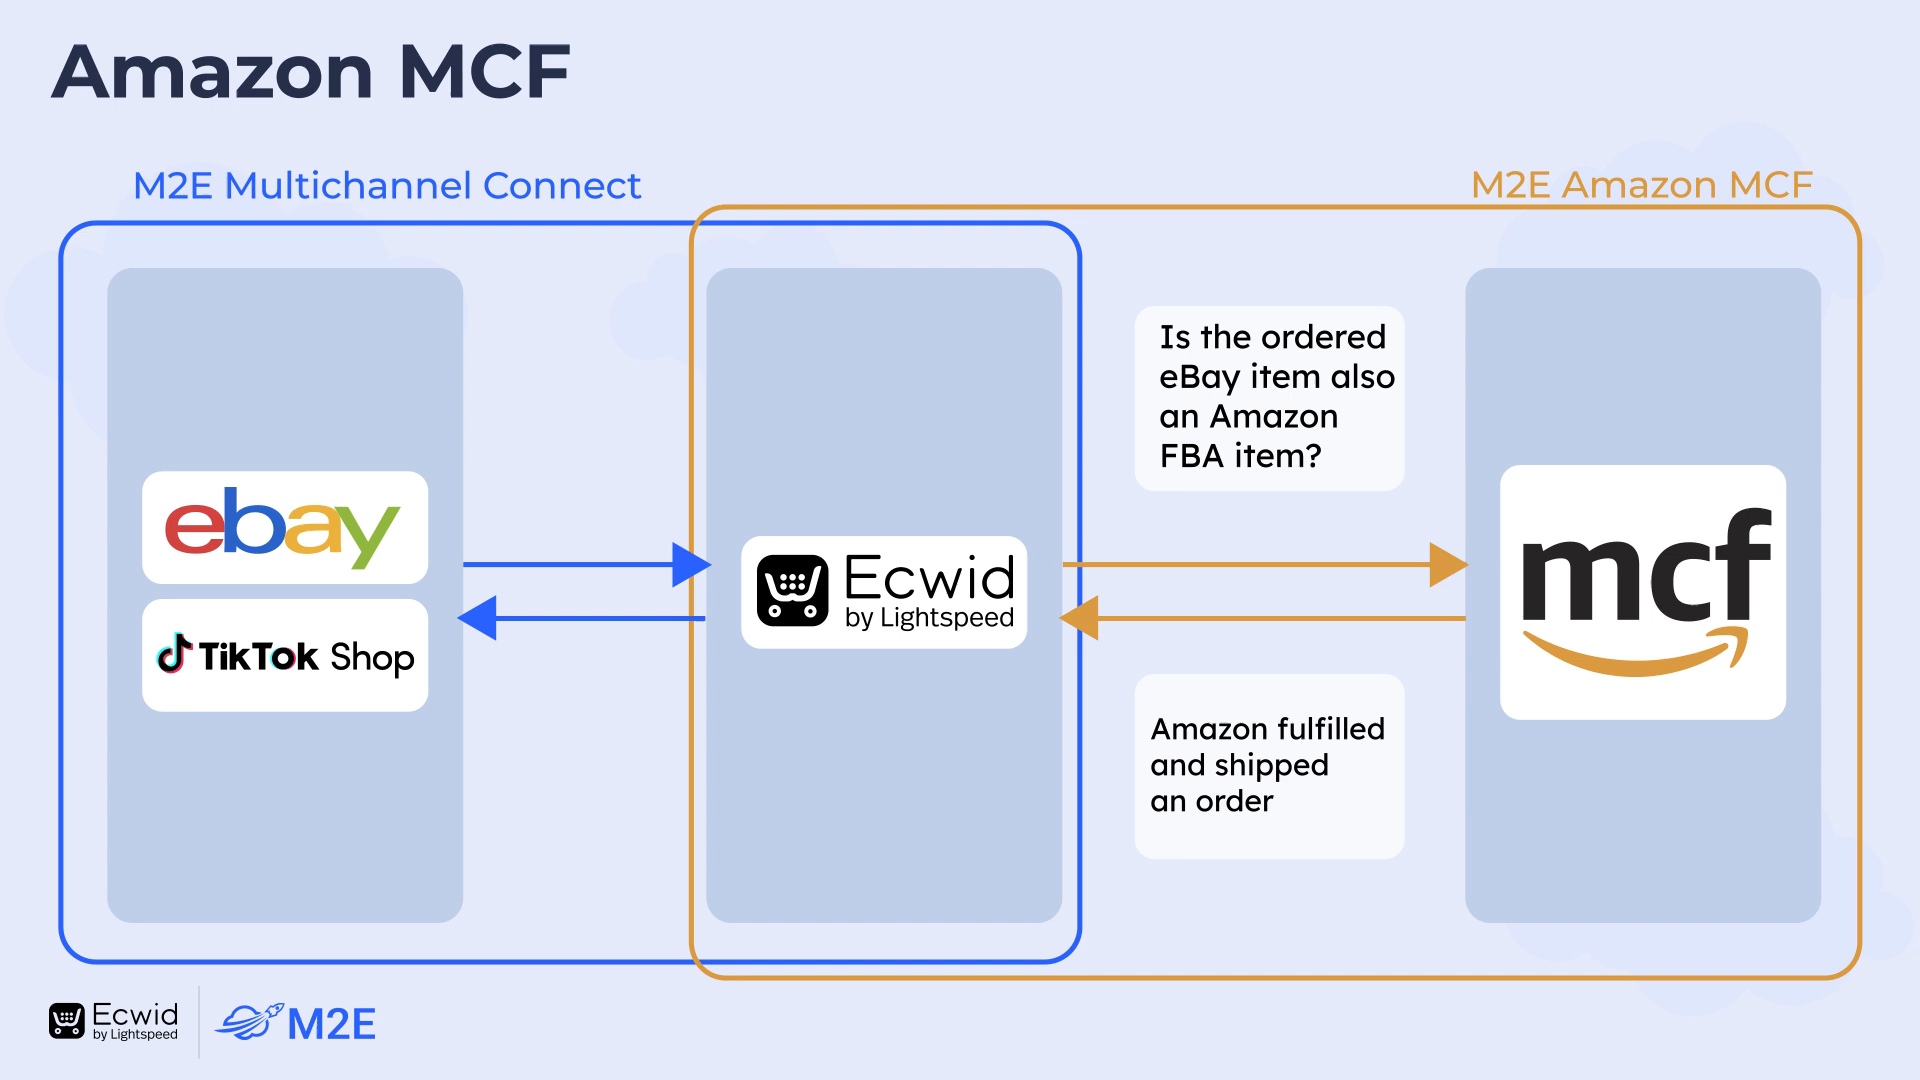 Amazon MCF
M2E Multichannel Connect
M2E Amazon MCF
ebay
TikTok Shop
Ecwid
by Lightspeed
Is the ordered
eBay item also
an Amazon
FBA item?
Amazon fulfilled
and shipped
an order
mcf
Ecwid
by Lightspeed
M2E